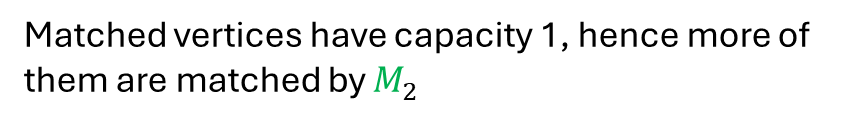 Matched vertices have capacity 1, hence more of
them are matched by M₂